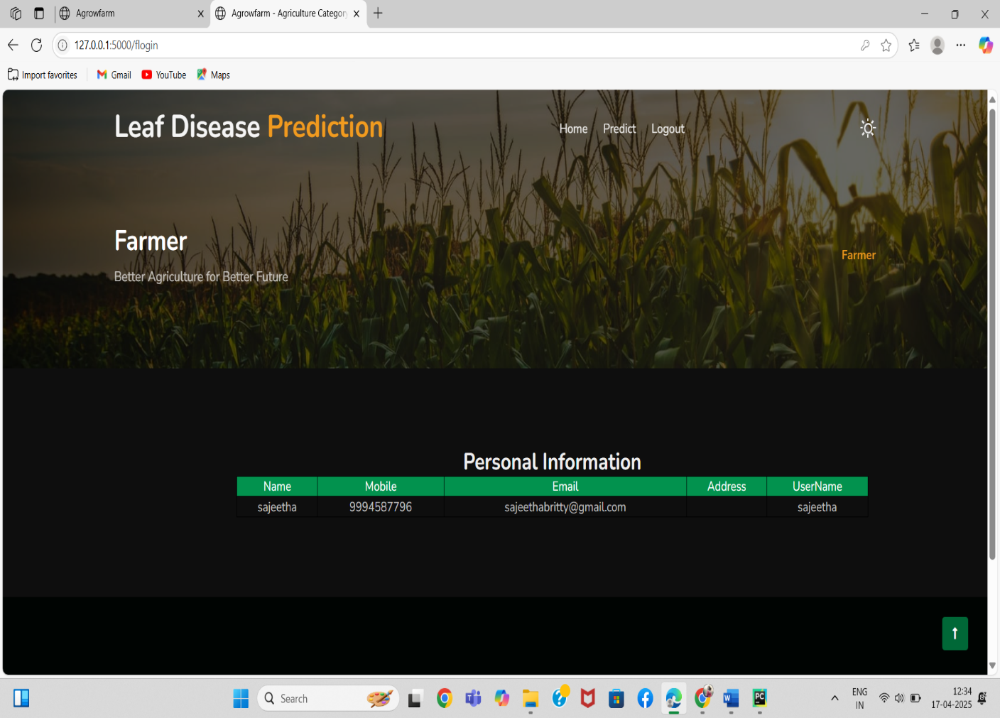 Agrowfarm
Agrowfarm - Agriculture Category
127.0.0.1:5000/flogin
Import favorites Gmail YouTube Maps
Leaf Disease Prediction
Home Predict Logout
Farmer
Better Agriculture for Better Future
Farmer
Personal Information
Name Mobile Email Address UserName
sajeetha 9994587796 sajeethabritty@gmail.com sajeetha
Search
PC
W
ENG
IN
12:34
17-04-2025